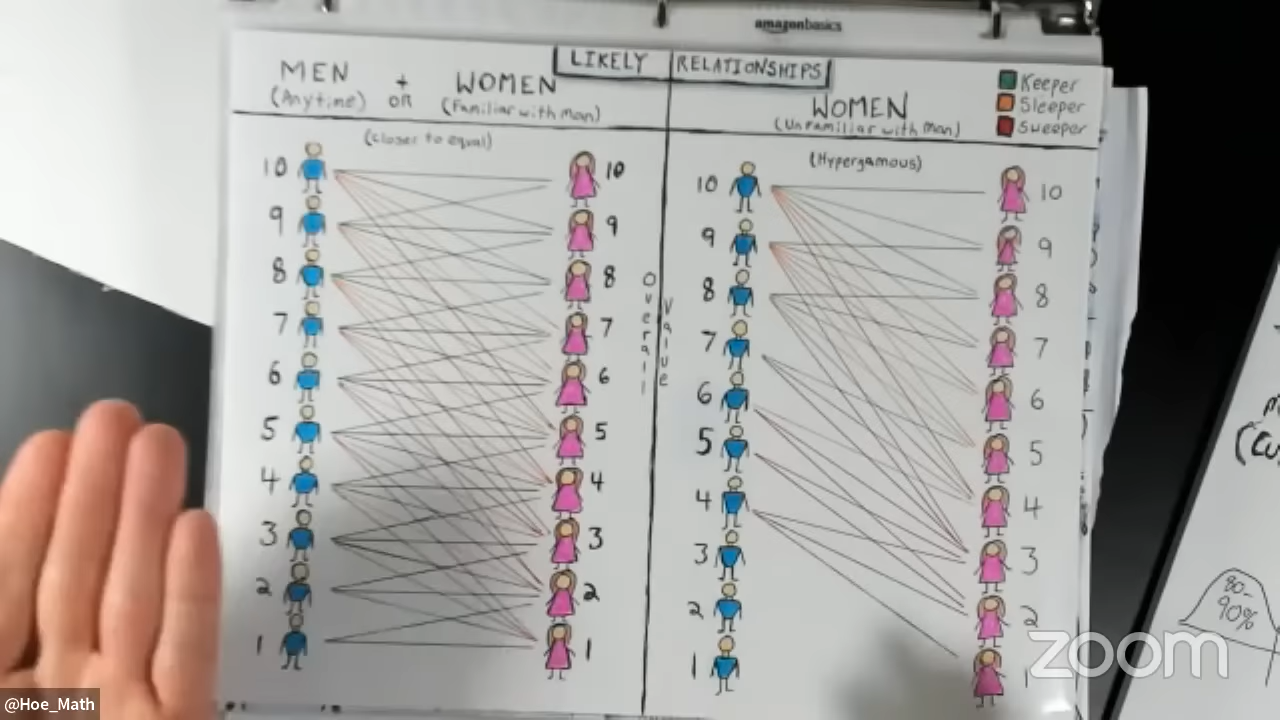 amazonbasics
LIKELY RELATIONSHIPS
MEN + WOMEN
(Anytime) or (Familiar with man)
(Closer to equal)
10 10
9 9
8 8
7 7
6 6
5 5
4 4
3 3
2 2
1 1
Overall
Value
WOMEN
(Unfamiliar with man)
(Hypergamous)
Keeper
Sleeper
Sweeper
10 10
9 9
8 8
7 7
6 6
5 5
4 4
3 3
2 2
1 1
80-
90%
zoom
@Hoe_Math